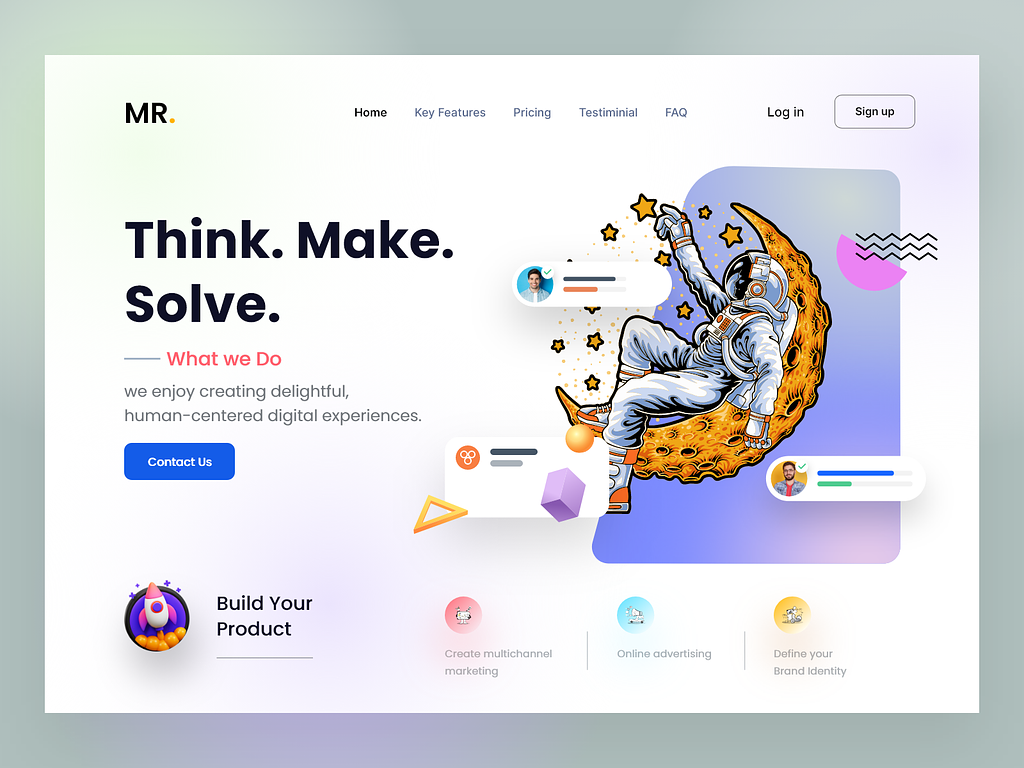 MR.
Home Key Features Pricing Testiminial FAQ Log in Sign up
Think. Make.
Solve.
What we Do
we enjoy creating delightful,
human-centered digital experiences.
Contact Us
Build Your
Product
Create multichannel
marketing
Online advertising
Define your
Brand Identity